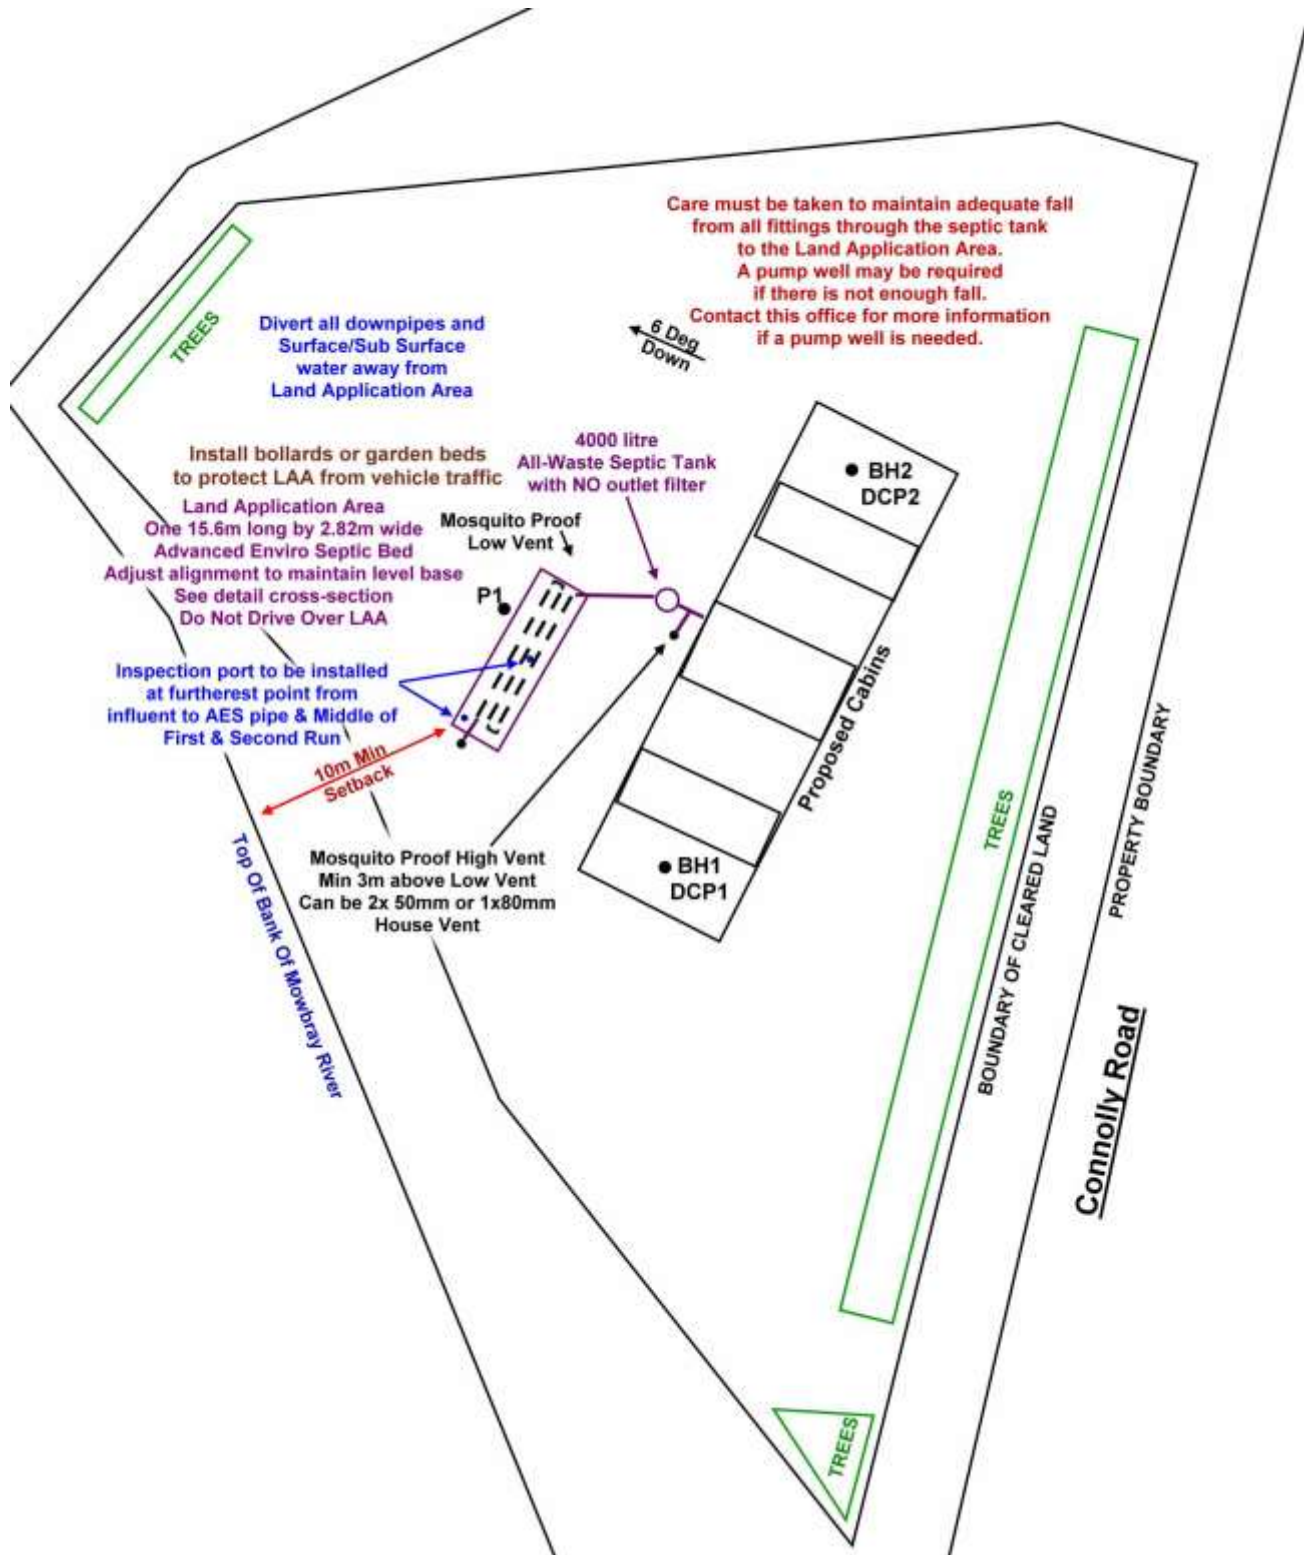 Care must be taken to maintain adequate fall
from all fittings through the septic tank
to the Land Application Area.
A pump well may be required
if there is not enough fall.
Contact this office for more information
if a pump well is needed.
TREES
Divert all downpipes and
Surface/Sub Surface
water away from
Land Application Area
6 Deg
Down
Install bollards or garden beds
to protect LAA from vehicle traffic
4000 litre
All-Waste Septic Tank
with NO outlet filter
BH2
DCP2
Land Application Area
One 15.6m long by 2.82m wide
Advanced Enviro Septic Bed
Adjust alignment to maintain level base
See detail cross-section
Do Not Drive Over LAA
Mosquito Proof
Low Vent
P1
Inspection port to be installed
at furtherest point from
influent to AES pipe & Middle of
First & Second Run
10m Min
Setback
Proposed Cabins
Mosquito Proof High Vent
Min 3m above Low Vent
Can be 2x 50mm or 1x80mm
House Vent
BH1
DCP1
Top Of Bank Of Mowbray River
TREES
BOUNDARY OF CLEARED LAND
PROPERTY BOUNDARY
Connolly Road
TREES